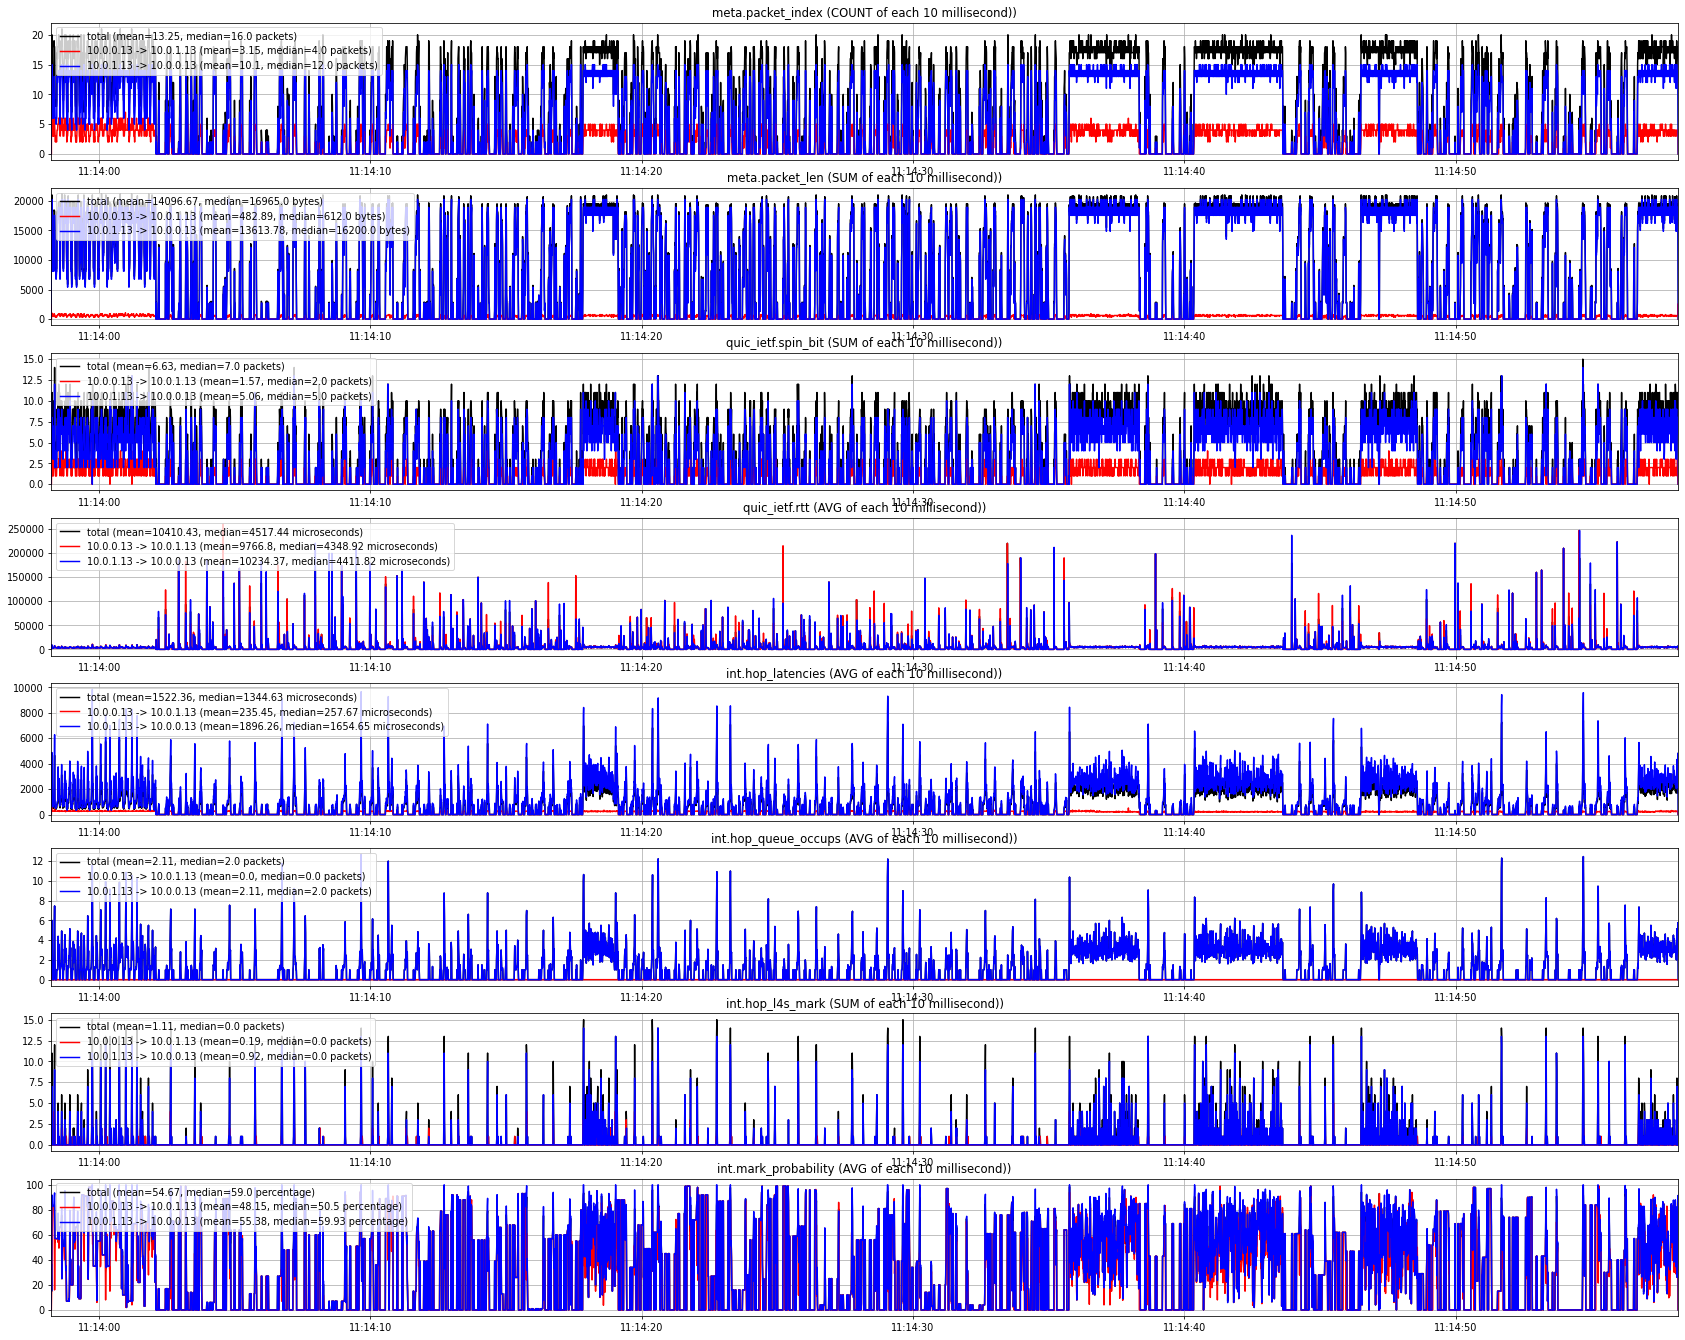 meta.packet_index (COUNT of each 10 millisecond))
20
15
10
5
0
total (mean=13.25, median=16.0 packets)
10.0.0.13 -> 10.0.1.13 (mean=3.15, median=4.0 packets)
10.0.1.13 -> 10.0.0.13 (mean=10.1, median=12.0 packets)
11:14:00 11:14:10 11:14:20 11:14:30 11:14:40 11:14:50
meta.packet_len (SUM of each 10 millisecond))
20000
15000
10000
5000
0
total (mean=14096.67, median=16965.0 bytes)
10.0.0.13 -> 10.0.1.13 (mean=482.89, median=612.0 bytes)
10.0.1.13 -> 10.0.0.13 (mean=13613.78, median=16200.0 bytes)
11:14:00 11:14:10 11:14:20 11:14:30 11:14:40 11:14:50
quic_ietf.spin_bit (SUM of each 10 millisecond))
15.0
12.5
10.0
7.5
5.0
2.5
0.0
total (mean=6.63, median=7.0 packets)
10.0.0.13 -> 10.0.1.13 (mean=1.57, median=2.0 packets)
10.0.1.13 -> 10.0.0.13 (mean=5.06, median=5.0 packets)
11:14:00 11:14:10 11:14:20 11:14:30 11:14:40 11:14:50
quic_ietf.rtt (AVG of each 10 millisecond))
250000
200000
150000
100000
50000
0
total (mean=10410.43, median=4517.44 microseconds)
10.0.0.13 -> 10.0.1.13 (mean=9766.8, median=4348.92 microseconds)
10.0.1.13 -> 10.0.0.13 (mean=10234.37, median=4411.82 microseconds)
11:14:00 11:14:10 11:14:20 11:14:30 11:14:40 11:14:50
int.hop_latencies (AVG of each 10 millisecond))
10000
8000
6000
4000
2000
0
total (mean=1522.36, median=1344.63 microseconds)
10.0.0.13 -> 10.0.1.13 (mean=235.45, median=257.67 microseconds)
10.0.1.13 -> 10.0.0.13 (mean=1896.26, median=1654.65 microseconds)
11:14:00 11:14:10 11:14:20 11:14:30 11:14:40 11:14:50
int.hop_queue_occups (AVG of each 10 millisecond))
12
10
8
6
4
2
0
total (mean=2.11, median=2.0 packets)
10.0.0.13 -> 10.0.1.13 (mean=0.0, median=0.0 packets)
10.0.1.13 -> 10.0.0.13 (mean=2.11, median=2.0 packets)
11:14:00 11:14:10 11:14:20 11:14:30 11:14:40 11:14:50
int.hop_l4s_mark (SUM of each 10 millisecond))
15.0
12.5
10.0
7.5
5.0
2.5
0.0
total (mean=1.11, median=0.0 packets)
10.0.0.13 -> 10.0.1.13 (mean=0.19, median=0.0 packets)
10.0.1.13 -> 10.0.0.13 (mean=0.92, median=0.0 packets)
11:14:00 11:14:10 11:14:20 11:14:30 11:14:40 11:14:50
int.mark_probability (AVG of each 10 millisecond))
100
80
60
40
20
0
total (mean=54.67, median=59.0 percentage)
10.0.0.13 -> 10.0.1.13 (mean=48.15, median=50.5 percentage)
10.0.1.13 -> 10.0.0.13 (mean=55.38, median=59.93 percentage)
11:14:00 11:14:10 11:14:20 11:14:30 11:14:40 11:14:50